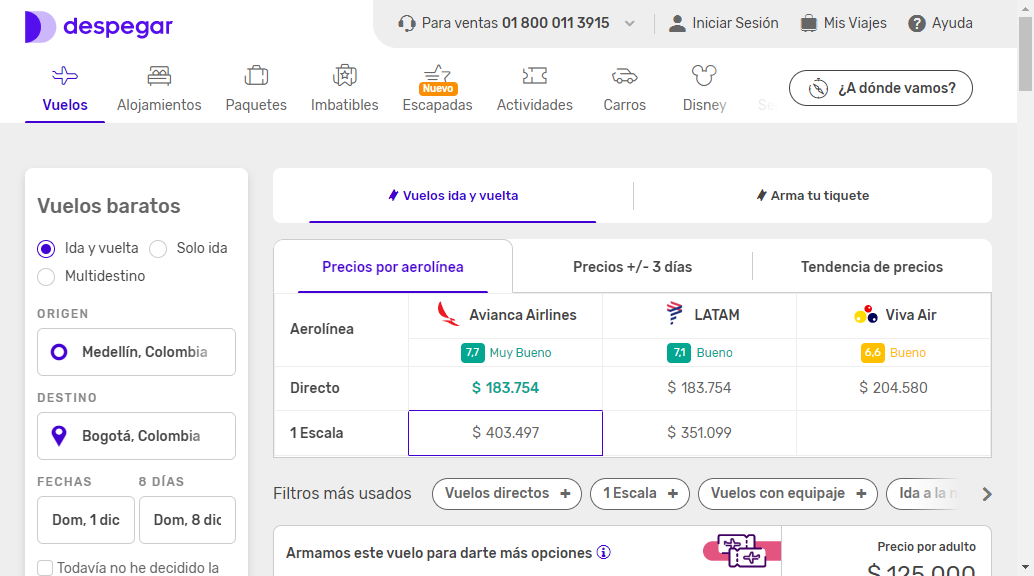 despegar
Para ventas 01 800 011 3915
Iniciar Sesión
Mis Viajes
Ayuda
Vuelos
Alojamientos
Paquetes
Imbatibles
Nuevo
Escapadas
Actividades
Carros
Disney
Se
¿A dónde vamos?
Vuelos baratos
Ida y vuelta
Solo ida
Multidestino
ORIGEN
Medellín, Colombia
DESTINO
Bogotá, Colombia
FECHAS
8 DÍAS
Dom, 1 dic
Dom, 8 dic
Todavía no he decidido la
Vuelos ida y vuelta
Arma tu tiquete
Precios por aerolínea
Precios +/- 3 días
Tendencia de precios
Aerolínea
Avianca Airlines
LATAM
Viva Air
7,7 Muy Bueno
7,1 Bueno
6,6 Bueno
Directo
$ 183.754
$ 183.754
$ 204.580
1 Escala
$ 403.497
$ 351.099
Filtros más usados
Vuelos directos +
1 Escala +
Vuelos con equipaje +
Ida a la
Armamos este vuelo para darte más opciones
Precio por adulto
$ 125.000